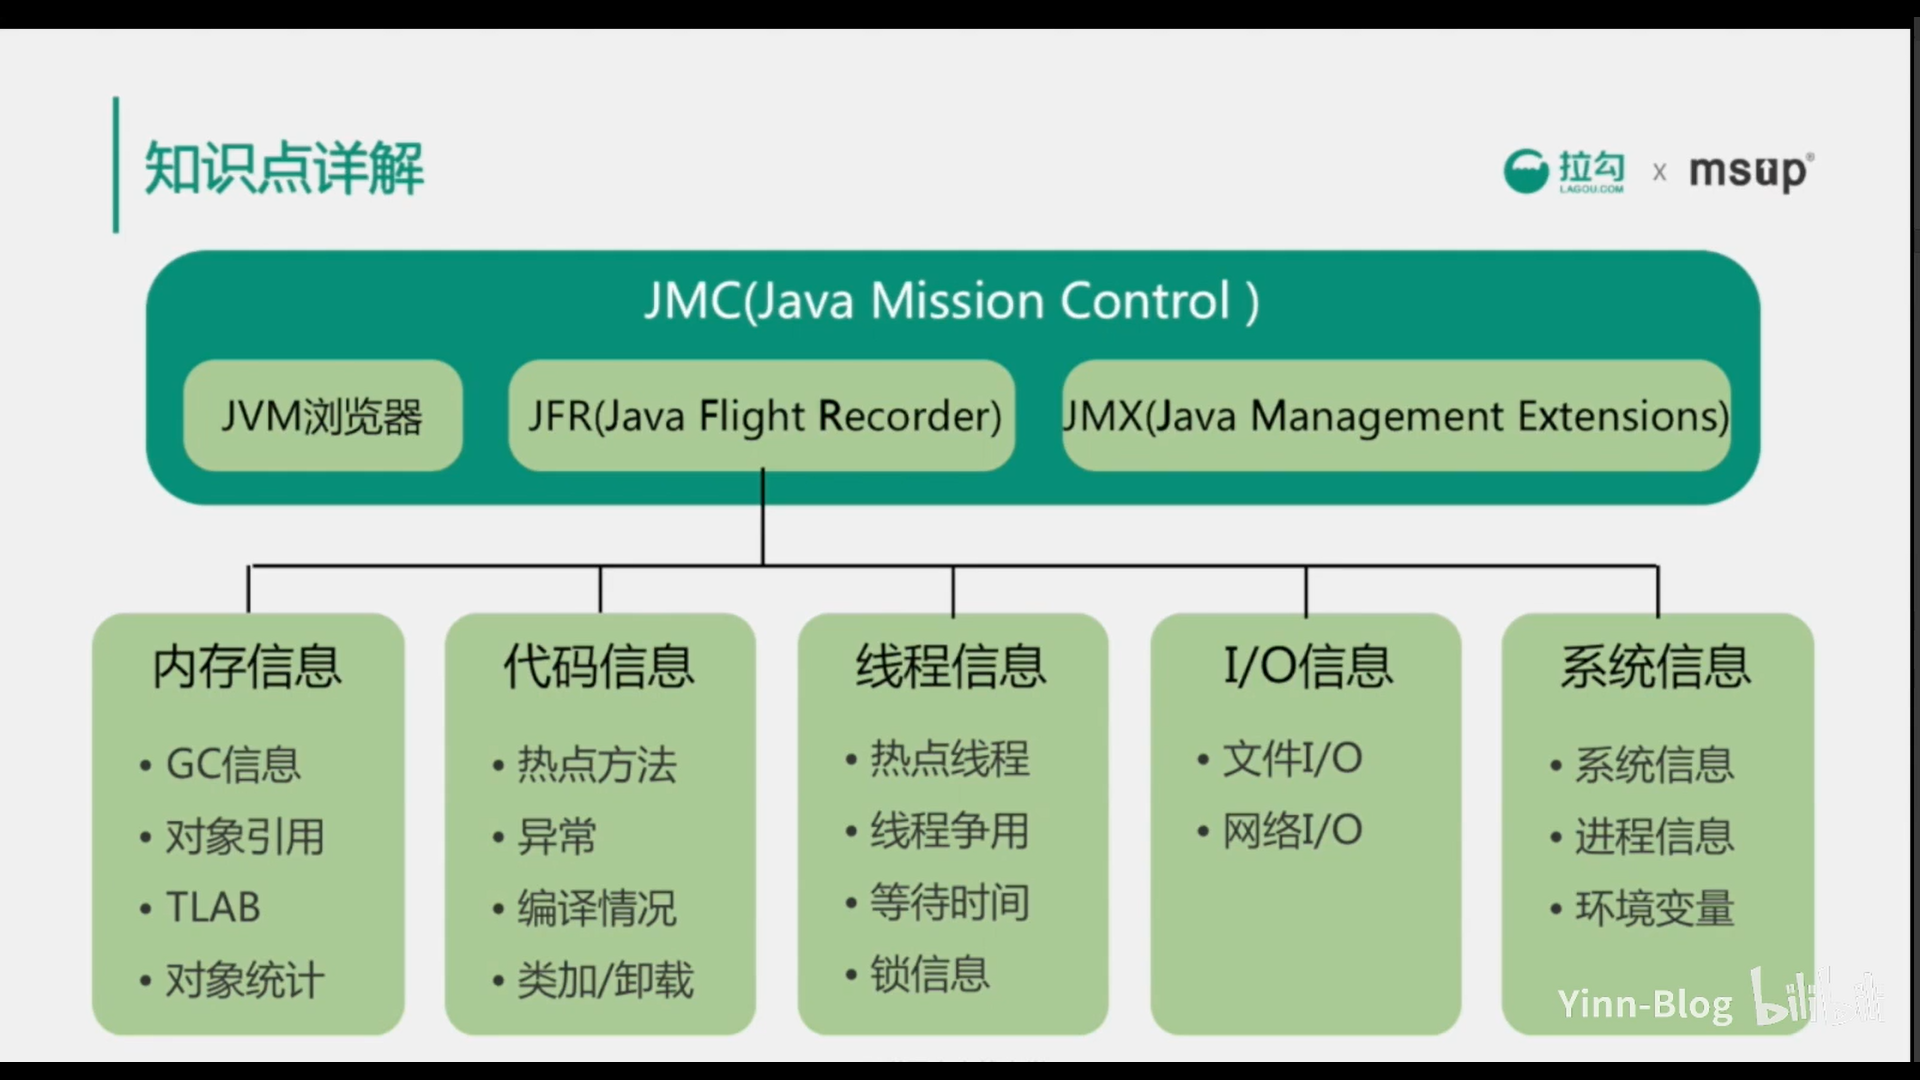 知识点详解
拉勾
LAGOU.COM
x
msup®
JMC(Java Mission Control )
JVM浏览器
JFR(Java Flight Recorder)
JMX(Java Management Extensions)
内存信息
• GC信息
• 对象引用
• TLAB
• 对象统计
代码信息
• 热点方法
• 异常
• 编译情况
• 类加/卸载
线程信息
• 热点线程
• 线程争用
• 等待时间
• 锁信息
I/O信息
• 文件I/O
• 网络I/O
系统信息
• 系统信息
• 进程信息
• 环境变量
Yinn-Blog bilibili